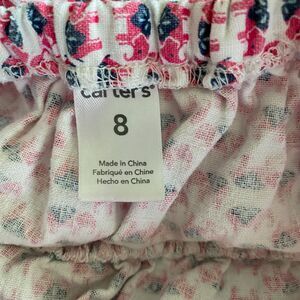 carter's®
8
Made in China
Fabriqué en Chine
Hecho en China